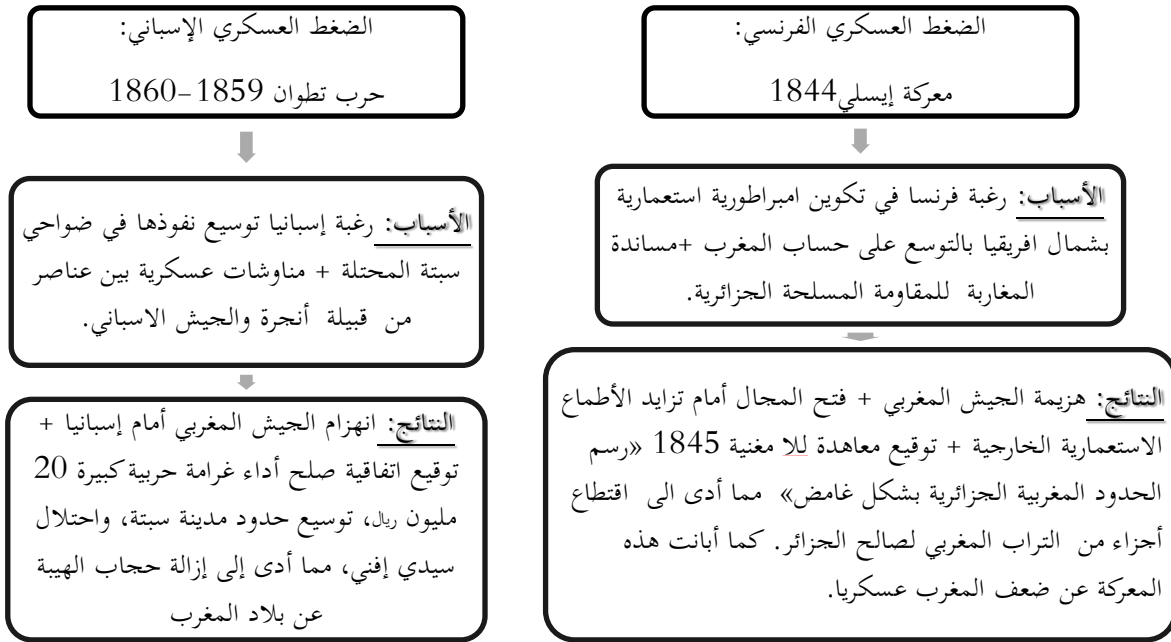 الضغط العسكري الفرنسي:
معركة إيسلي1844
الأسباب: رغبة فرنسا في تكوين امبراطورية استعمارية
بشمال افريقيا بالتوسع على حساب المغرب +مساندة
المغاربة للمقاومة المسلحة الجزائرية.
النتائج: هزيمة الجيش المغربي + فتح المجال أمام تزايد الأطماع
الاستعمارية الخارجية + توقيع معاهدة للا مغنية 1845 «رسم
الحدود المغربية الجزائرية بشكل غامض» مما أدى الى اقتطاع
أجزاء من التراب المغربي لصالح الجزائر. كما أبانت هذه
المعركة عن ضعف المغرب عسكريا.
الضغط العسكري الإسباني:
حرب تطوان 1859–1860
الأسباب: رغبة إسبانيا توسيع نفوذها في ضواحي
سبتة المحتلة + مناوشات عسكرية بين عناصر
من قبيلة أنجرة والجيش الاسباني.
النتائج: انهزام الجيش المغربي أمام إسبانيا +
توقيع اتفاقية صلح أداء غرامة حربية كبيرة 20
مليون ريال، توسيع حدود مدينة سبتة، واحتلال
سيدي إفني، مما أدى إلى إزالة حجاب الهيبة
عن بلاد المغرب